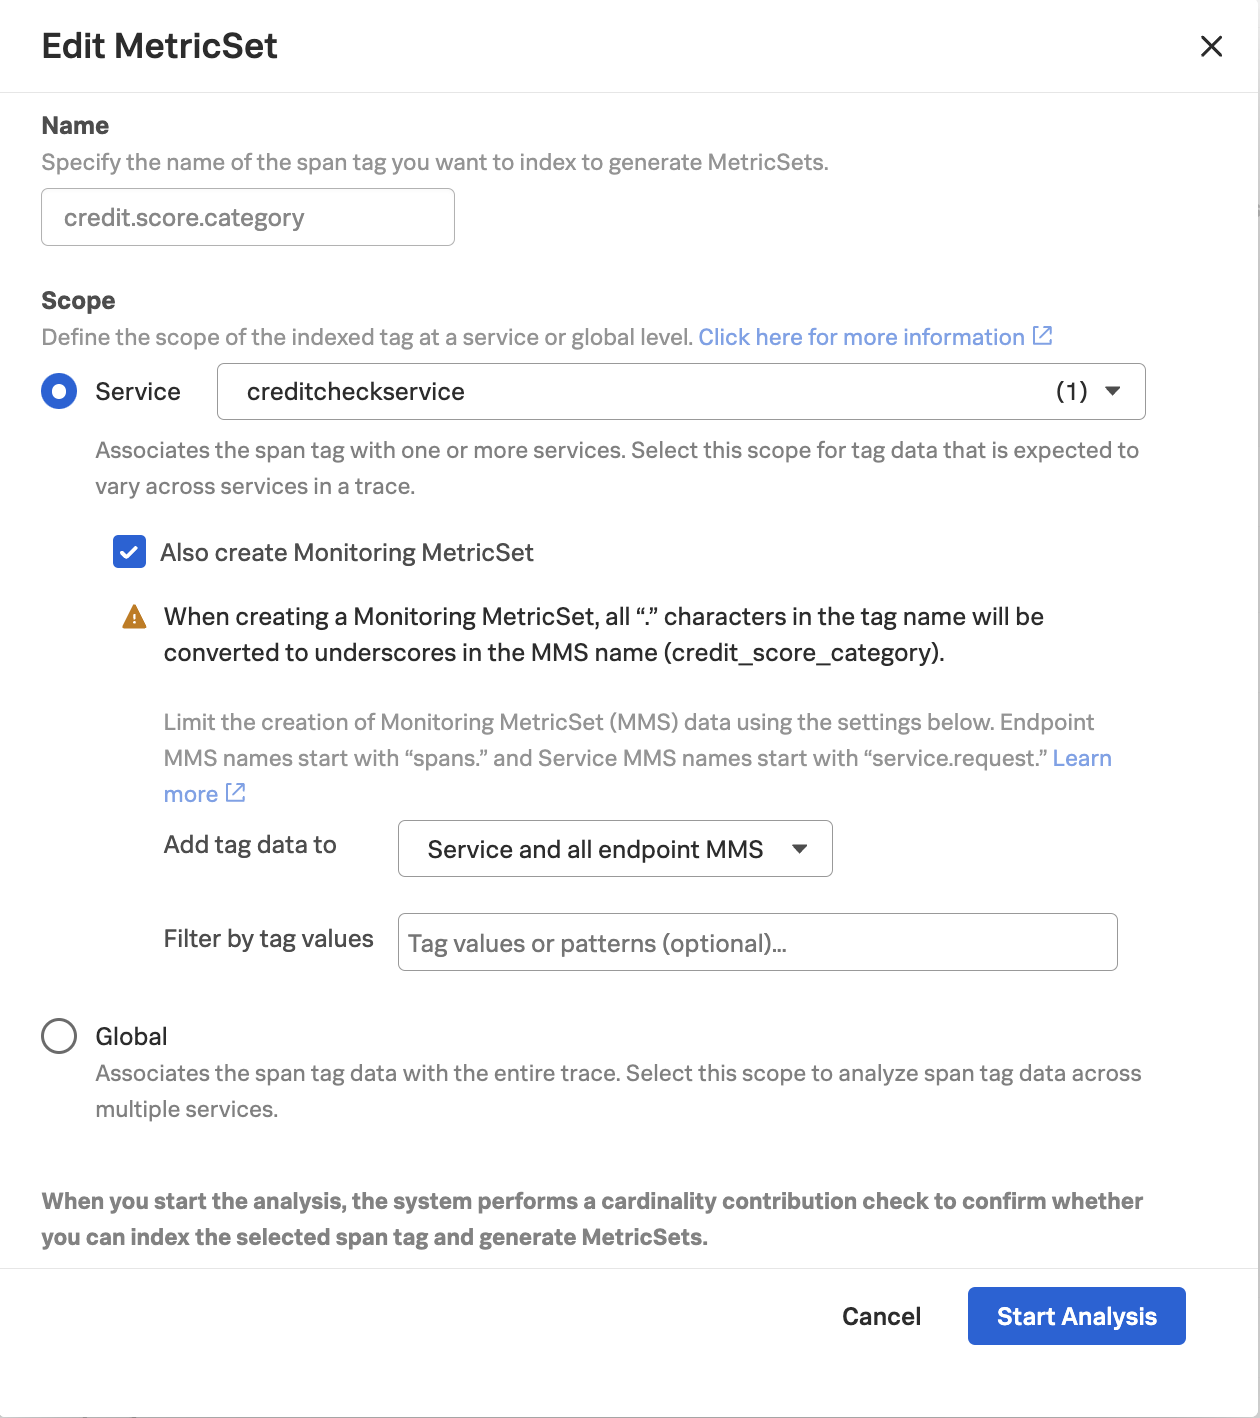 Edit MetricSet
Name
Specify the name of the span tag you want to index to generate MetricSets.
credit.score.category
Scope
Define the scope of the indexed tag at a service or global level. Click here for more information
Service
creditcheckservice (1)
Associates the span tag with one or more services. Select this scope for tag data that is expected to
vary across services in a trace.
Also create Monitoring MetricSet
When creating a Monitoring MetricSet, all “.” characters in the tag name will be
converted to underscores in the MMS name (credit_score_category).
Limit the creation of Monitoring MetricSet (MMS) data using the settings below. Endpoint
MMS names start with “spans.” and Service MMS names start with “service.request.” Learn
more
Add tag data to
Service and all endpoint MMS
Filter by tag values
Tag values or patterns (optional)...
Global
Associates the span tag data with the entire trace. Select this scope to analyze span tag data across
multiple services.
When you start the analysis, the system performs a cardinality contribution check to confirm whether
you can index the selected span tag and generate MetricSets.
Cancel
Start Analysis